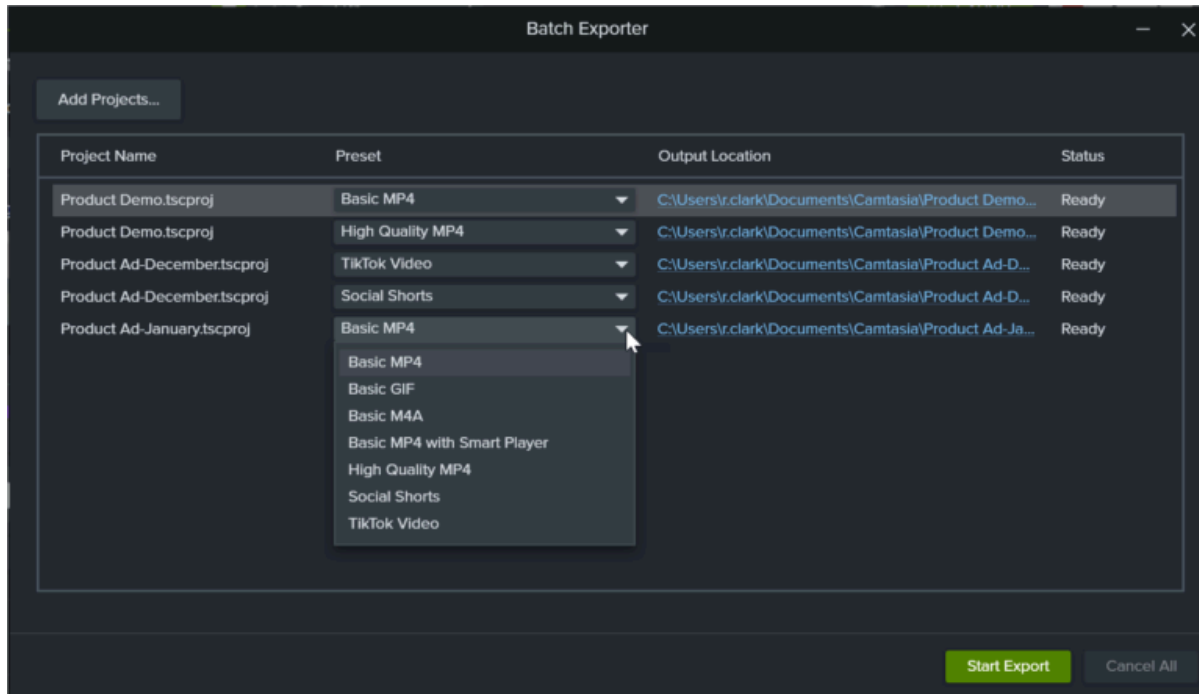 Batch Exporter
Add Projects...
Project Name Preset Output Location Status
Product Demo.tscproj Basic MP4 C:\Users\r.clark\Documents\Camtasia\Product Demo... Ready
Product Demo.tscproj High Quality MP4 C:\Users\r.clark\Documents\Camtasia\Product Demo... Ready
Product Ad-December.tscproj TikTok Video C:\Users\r.clark\Documents\Camtasia\Product Ad-D... Ready
Product Ad-December.tscproj Social Shorts C:\Users\r.clark\Documents\Camtasia\Product Ad-D... Ready
Product Ad-January.tscproj Basic MP4 C:\Users\r.clark\Documents\Camtasia\Product Ad-Ja... Ready
Basic MP4
Basic GIF
Basic M4A
Basic MP4 with Smart Player
High Quality MP4
Social Shorts
TikTok Video
Start Export Cancel All